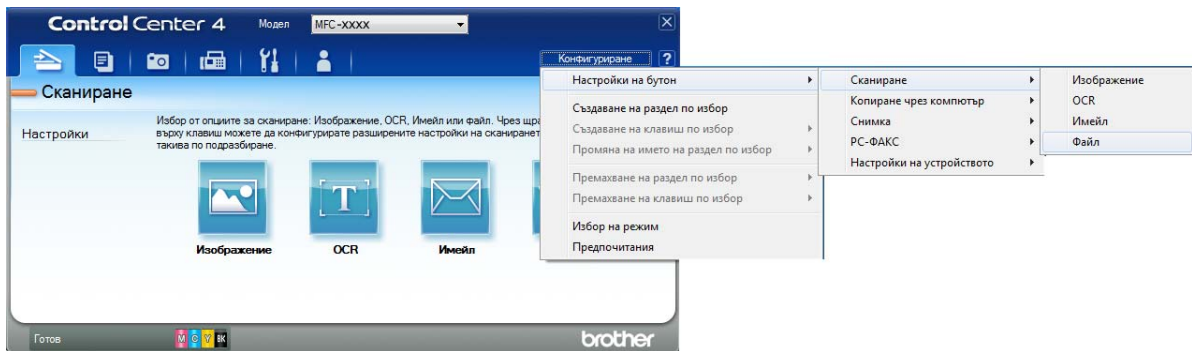 Control Center 4 Модел MFC-XXXX
Конфигуриране ?
Сканиране
Настройки
Избор от опциите за сканиране: Изображение, OCR, Имейл или файл. Чрез щра
върху клавиш можете да конфигурирате разширените настройки на сканиранет
такива по подразбиране.
Изображение
OCR
Имейл
Настройки на бутон
Създаване на раздел по избор
Създаване на клавиш по избор
Промяна на името на раздел по избор
Премахване на раздел по избор
Премахване на клавиш по избор
Избор на режим
Предпочитания
Сканиране
Копиране чрез компютър
Снимка
PC-ФАКС
Настройки на устройството
Изображение
OCR
Имейл
Файл
Готов M C Y BK brother